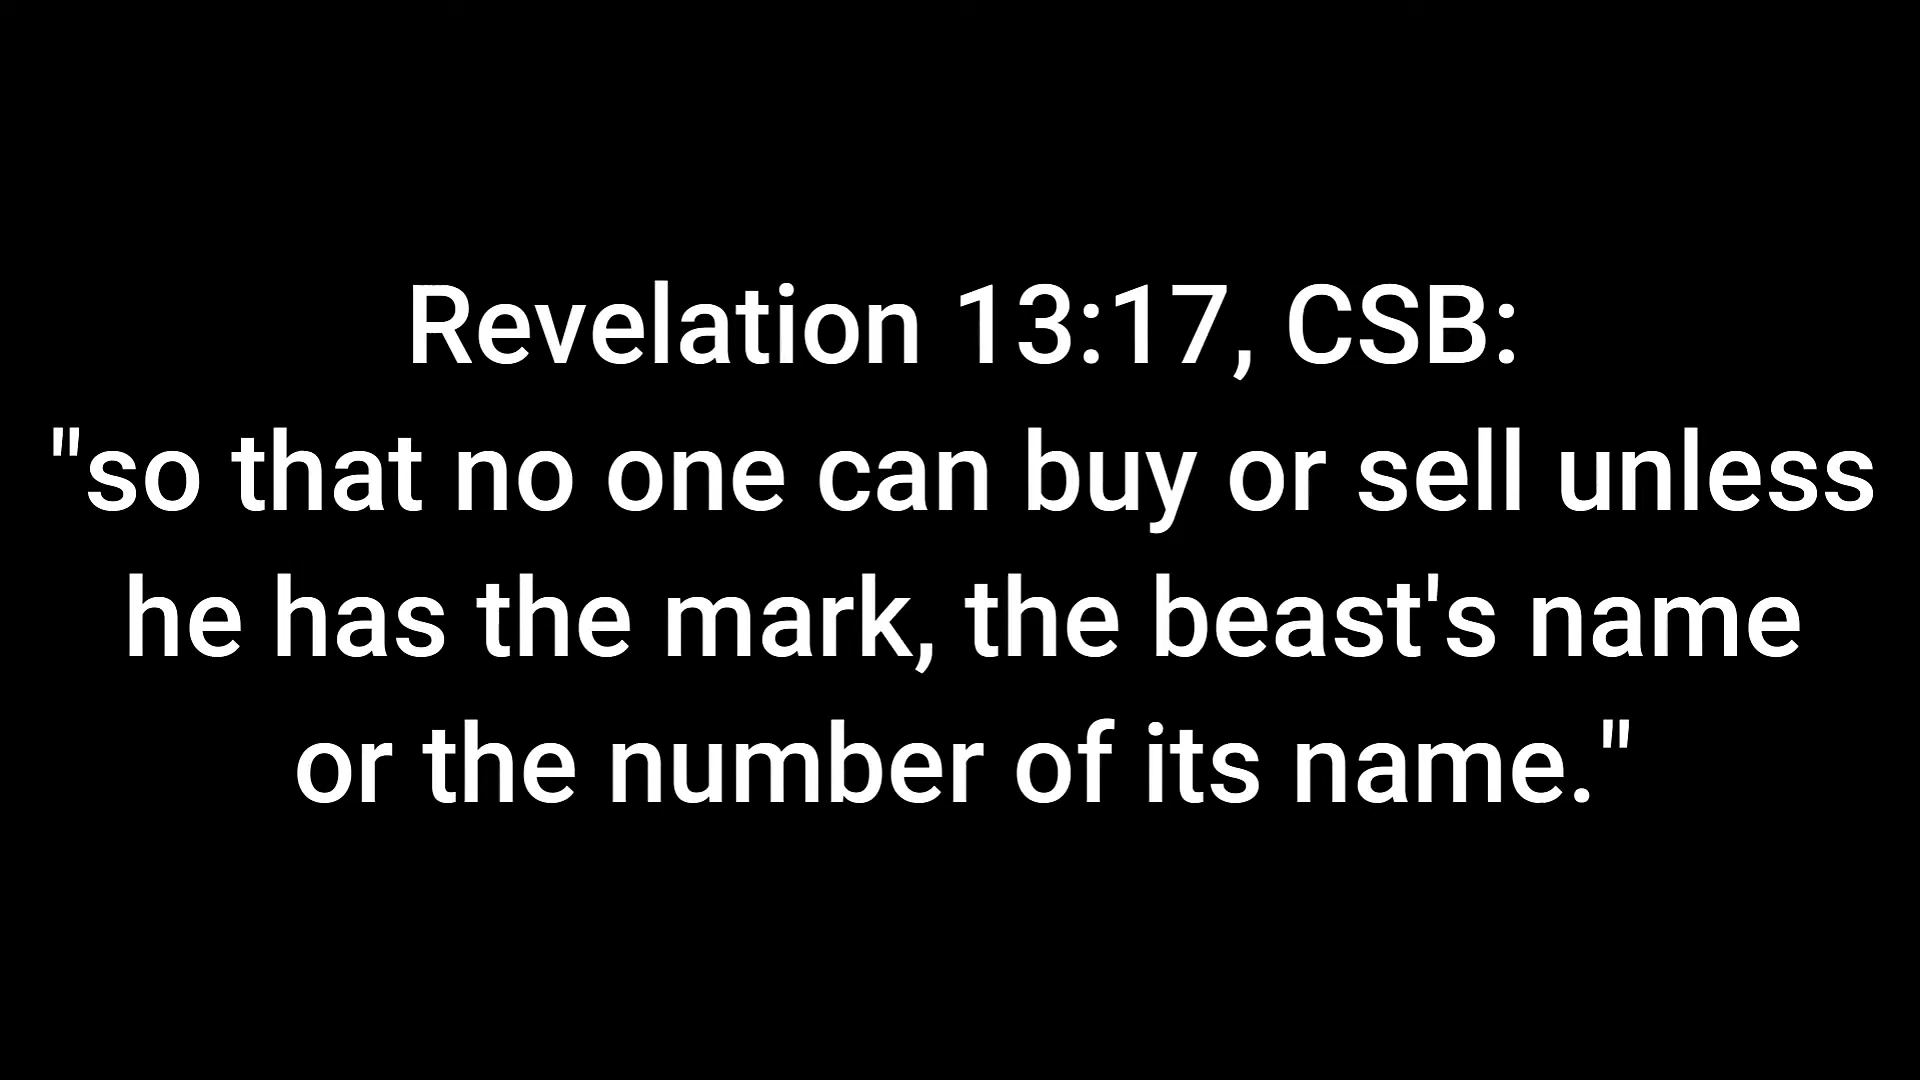 Revelation 13:17, CSB:
"so that no one can buy or sell unless
he has the mark, the beast's name
or the number of its name."